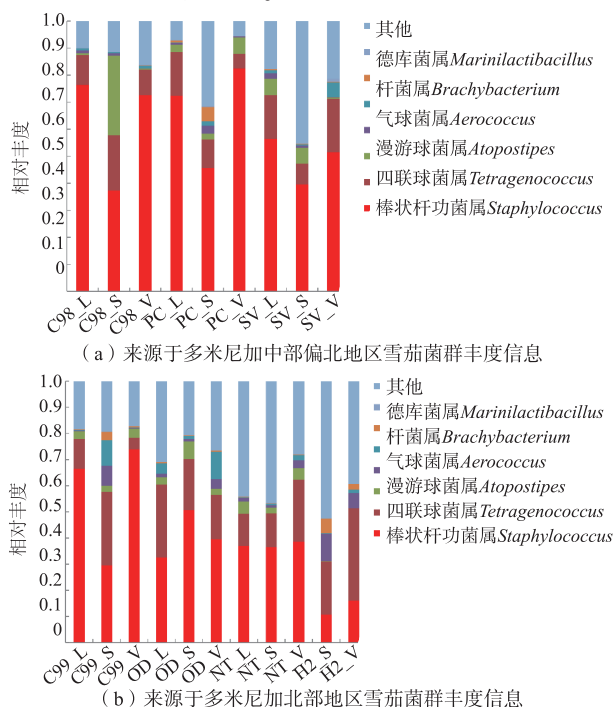 1.0
0.9
0.8
0.7
0.6
0.5
0.4
0.3
0.2
0.1
0
相对丰度
C98_L
C98_S
C98_V
PC_L
PC_S
PC_V
SV_L
SV_S
SV_V
其他
德库菌属Marinilactibacillus
杆菌属Brachybacterium
气球菌属Aerococcus
漫游球菌属Atopostipes
四联球菌属Tetragenococcus
棒状杆功菌属Staphylococcus
（a）来源于多米尼加中部偏北地区雪茄菌群丰度信息
1.0
0.9
0.8
0.7
0.6
0.5
0.4
0.3
0.2
0.1
0
相对丰度
C99_L
C99_S
C99_V
OD_L
OD_S
OD_V
NT_L
NT_S
NT_V
H2_S
H2_V
其他
德库菌属Marinilactibacillus
杆菌属Brachybacterium
气球菌属Aerococcus
漫游球菌属Atopostipes
四联球菌属Tetragenococcus
棒状杆功菌属Staphylococcus
（b）来源于多米尼加北部地区雪茄菌群丰度信息